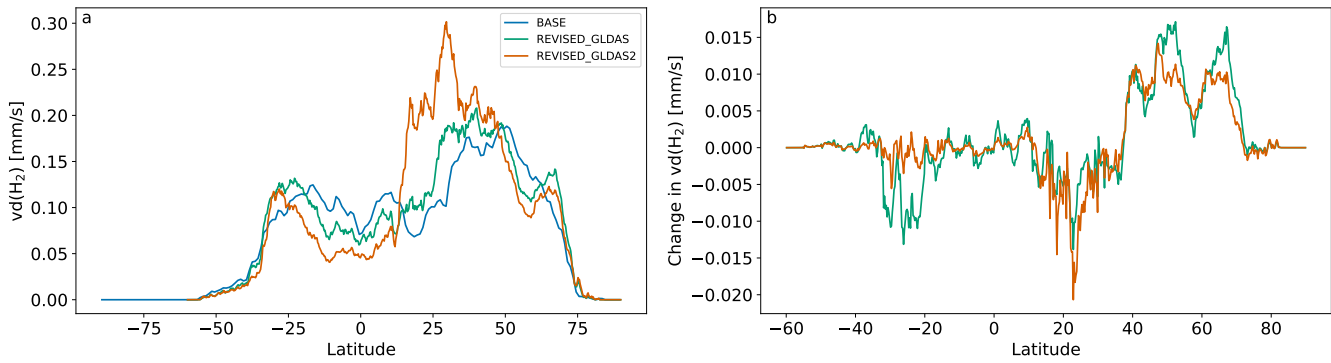 a
vd(H₂) [mm/s]
0.30
0.25
0.20
0.15
0.10
0.05
0.00
BASE
REVISED_GLDAS
REVISED_GLDAS2
−75 −50 −25 0 25 50 75
Latitude
b
Change in vd(H₂) [mm/s]
0.015
0.010
0.005
0.000
−0.005
−0.010
−0.015
−0.020
−60 −40 −20 0 20 40 60 80
Latitude